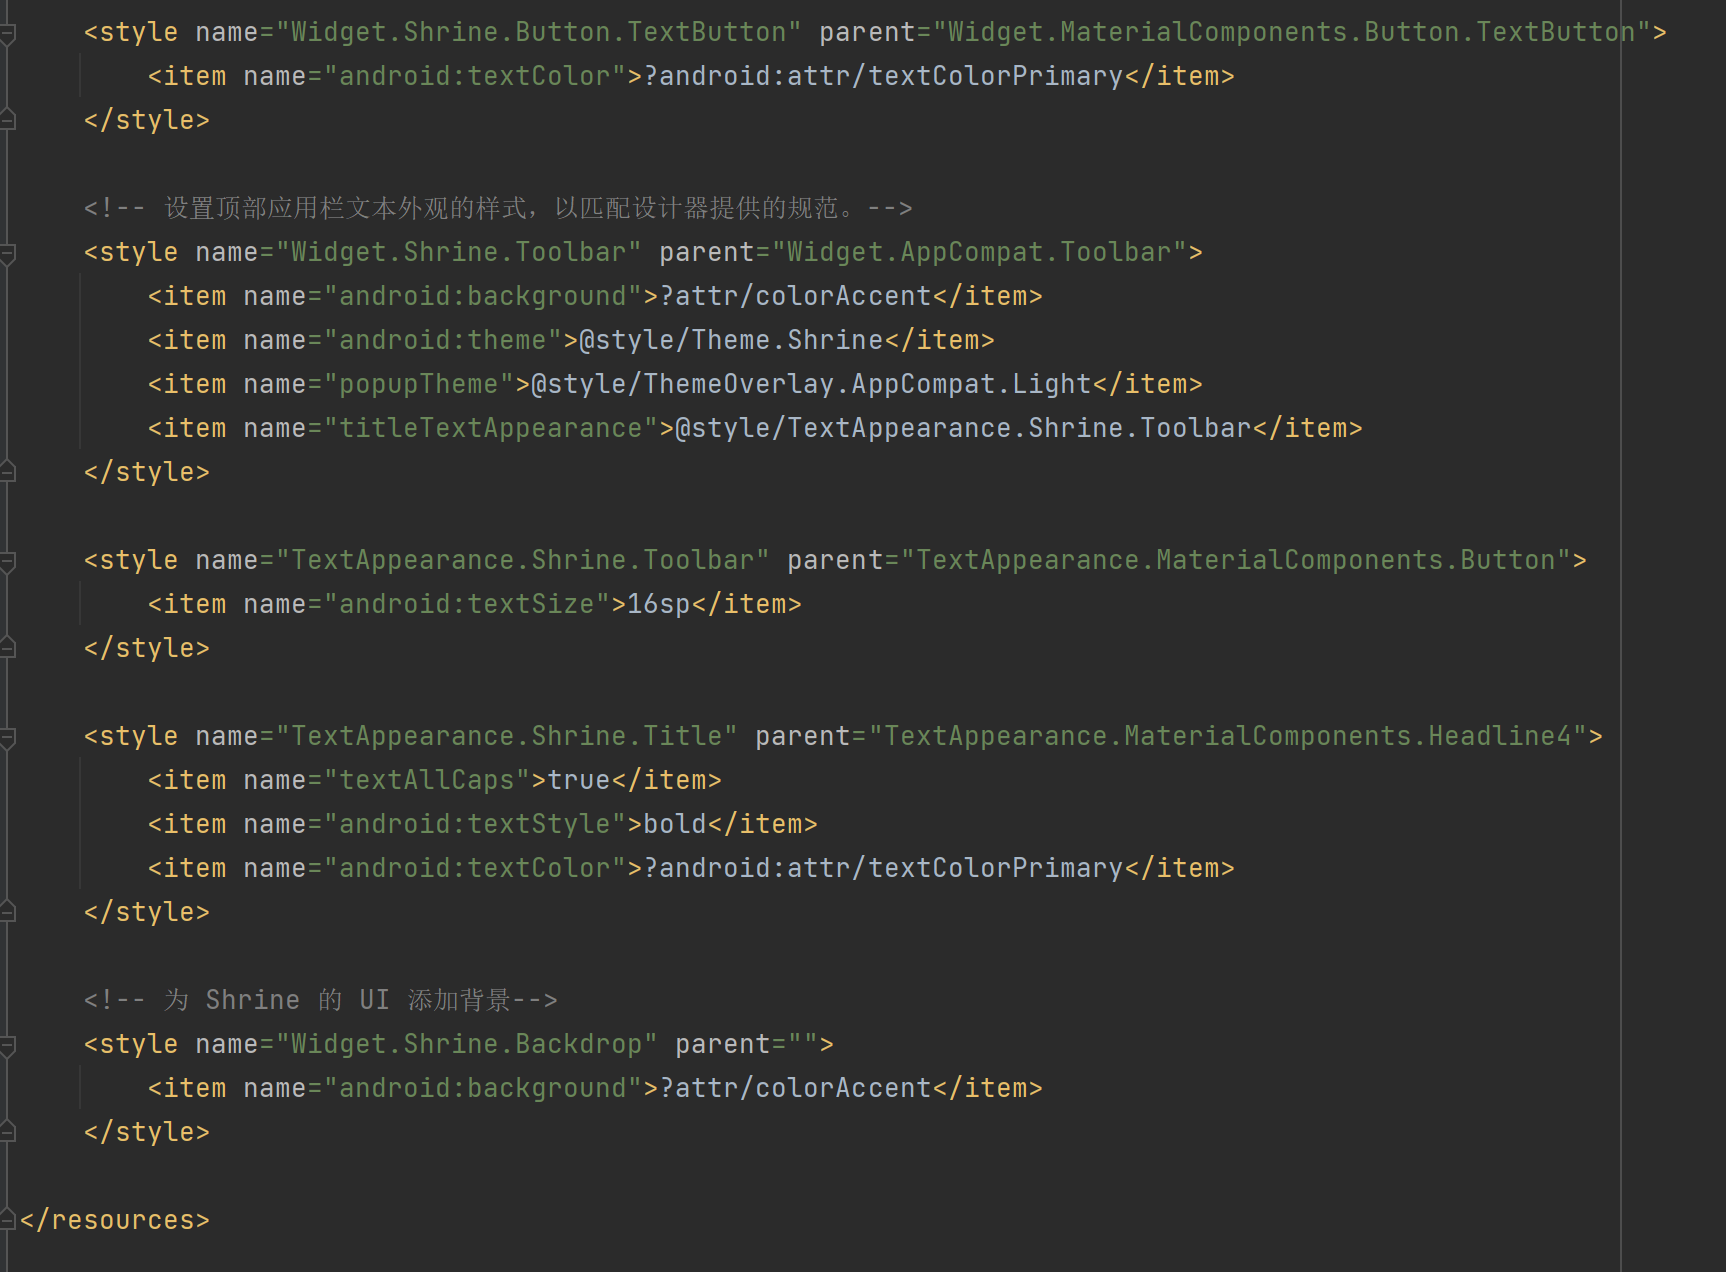 <style name="Widget.Shrine.Button.TextButton" parent="Widget.MaterialComponents.Button.TextButton">
<item name="android:textColor">?android:attr/textColorPrimary</item>
</style>
<!-- 设置顶部应用栏文本外观的样式，以匹配设计器提供的规范。-->
<style name="Widget.Shrine.Toolbar" parent="Widget.AppCompat.Toolbar">
<item name="android:background">?attr/colorAccent</item>
<item name="android:theme">@style/Theme.Shrine</item>
<item name="popupTheme">@style/ThemeOverlay.AppCompat.Light</item>
<item name="titleTextAppearance">@style/TextAppearance.Shrine.Toolbar</item>
</style>
<style name="TextAppearance.Shrine.Toolbar" parent="TextAppearance.MaterialComponents.Button">
<item name="android:textSize">16sp</item>
</style>
<style name="TextAppearance.Shrine.Title" parent="TextAppearance.MaterialComponents.Headline4">
<item name="textAllCaps">true</item>
<item name="android:textStyle">bold</item>
<item name="android:textColor">?android:attr/textColorPrimary</item>
</style>
<!-- 为 Shrine 的 UI 添加背景-->
<style name="Widget.Shrine.Backdrop" parent="">
<item name="android:background">?attr/colorAccent</item>
</style>
</resources>